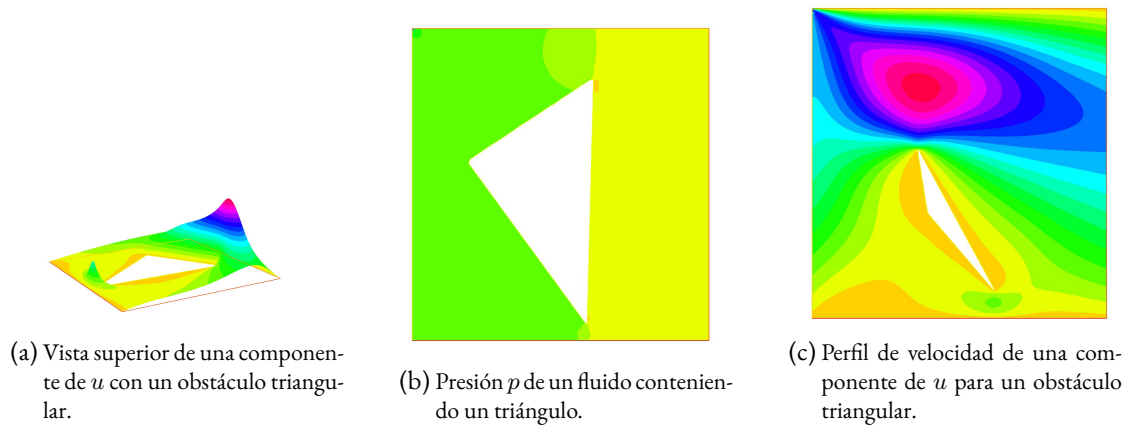 (a) Vista superior de una componen-
te de u con un obstáculo triangu-
lar.
(b) Presión p de un fluido contenien-
do un triángulo.
(c) Perfil de velocidad de una com-
ponente de u para un obstáculo
triangular.